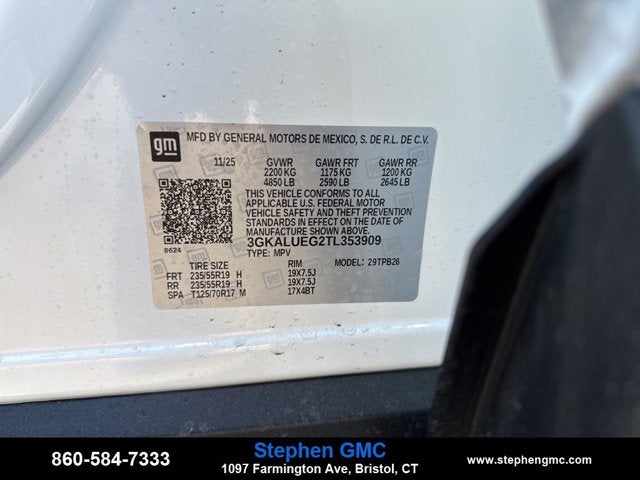 gm MFD BY GENERAL MOTORS DE MEXICO, S. DE R.L. DE C.V.
11/25 GVWR GAWR FRT GAWR RR
2200 KG 1175 KG 1200 KG
4850 LB 2590 LB 2645 LB
THIS VEHICLE CONFORMS TO ALL
APPLICABLE U.S. FEDERAL MOTOR
VEHICLE SAFETY AND THEFT PREVENTION
STANDARDS IN EFFECT ON THE DATE OF
MANUFACTURE SHOWN ABOVE.
3GKALUEG2TL353909
8624 TYPE: MPV MODEL: 29TPB26
TIRE SIZE RIM
FRT 235/55R19 H 19X7.5J
RR 235/55R19 H 19X7.5J
SPA T125/70R17 M 17X4BT
860-584-7333
Stephen GMC
1097 Farmington Ave, Bristol, CT
www.stephengmc.com